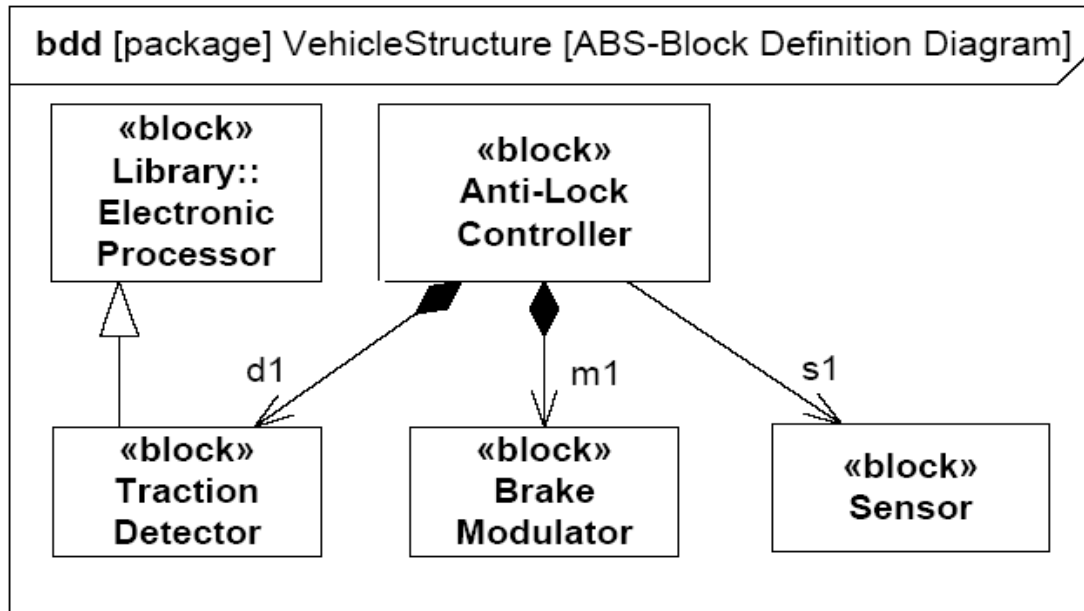 bdd [package] VehicleStructure [ABS-Block Definition Diagram]
«block»
Library::
Electronic
Processor
«block»
Anti-Lock
Controller
d1
m1
s1
«block»
Traction
Detector
«block»
Brake
Modulator
«block»
Sensor